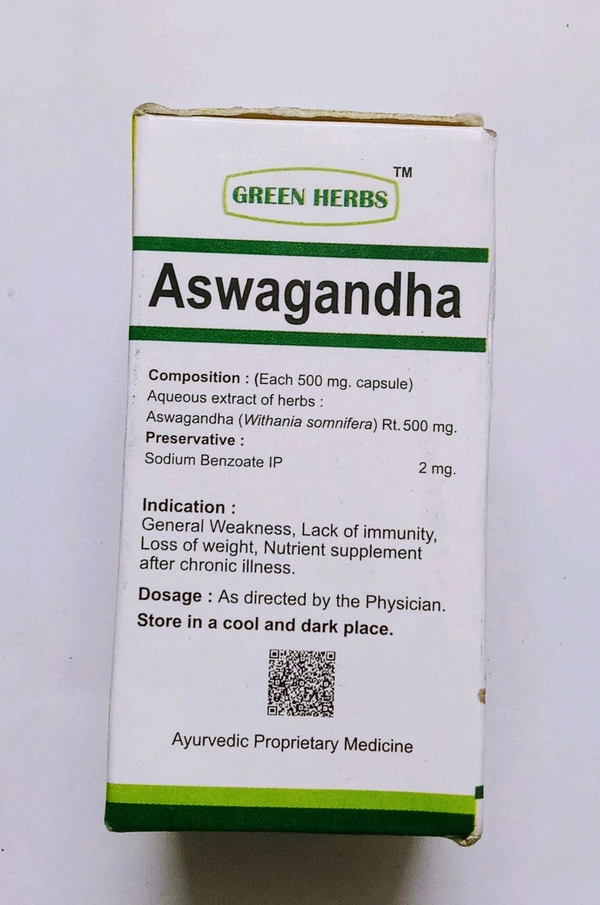 GREEN HERBS TM
Aswagandha
Composition : (Each 500 mg. capsule)
Aqueous extract of herbs :
Aswagandha (Withania somnifera) Rt. 500 mg.
Preservative :
Sodium Benzoate IP 2 mg.
Indication :
General Weakness, Lack of immunity,
Loss of weight, Nutrient supplement
after chronic illness.
Dosage : As directed by the Physician.
Store in a cool and dark place.
Ayurvedic Proprietary Medicine